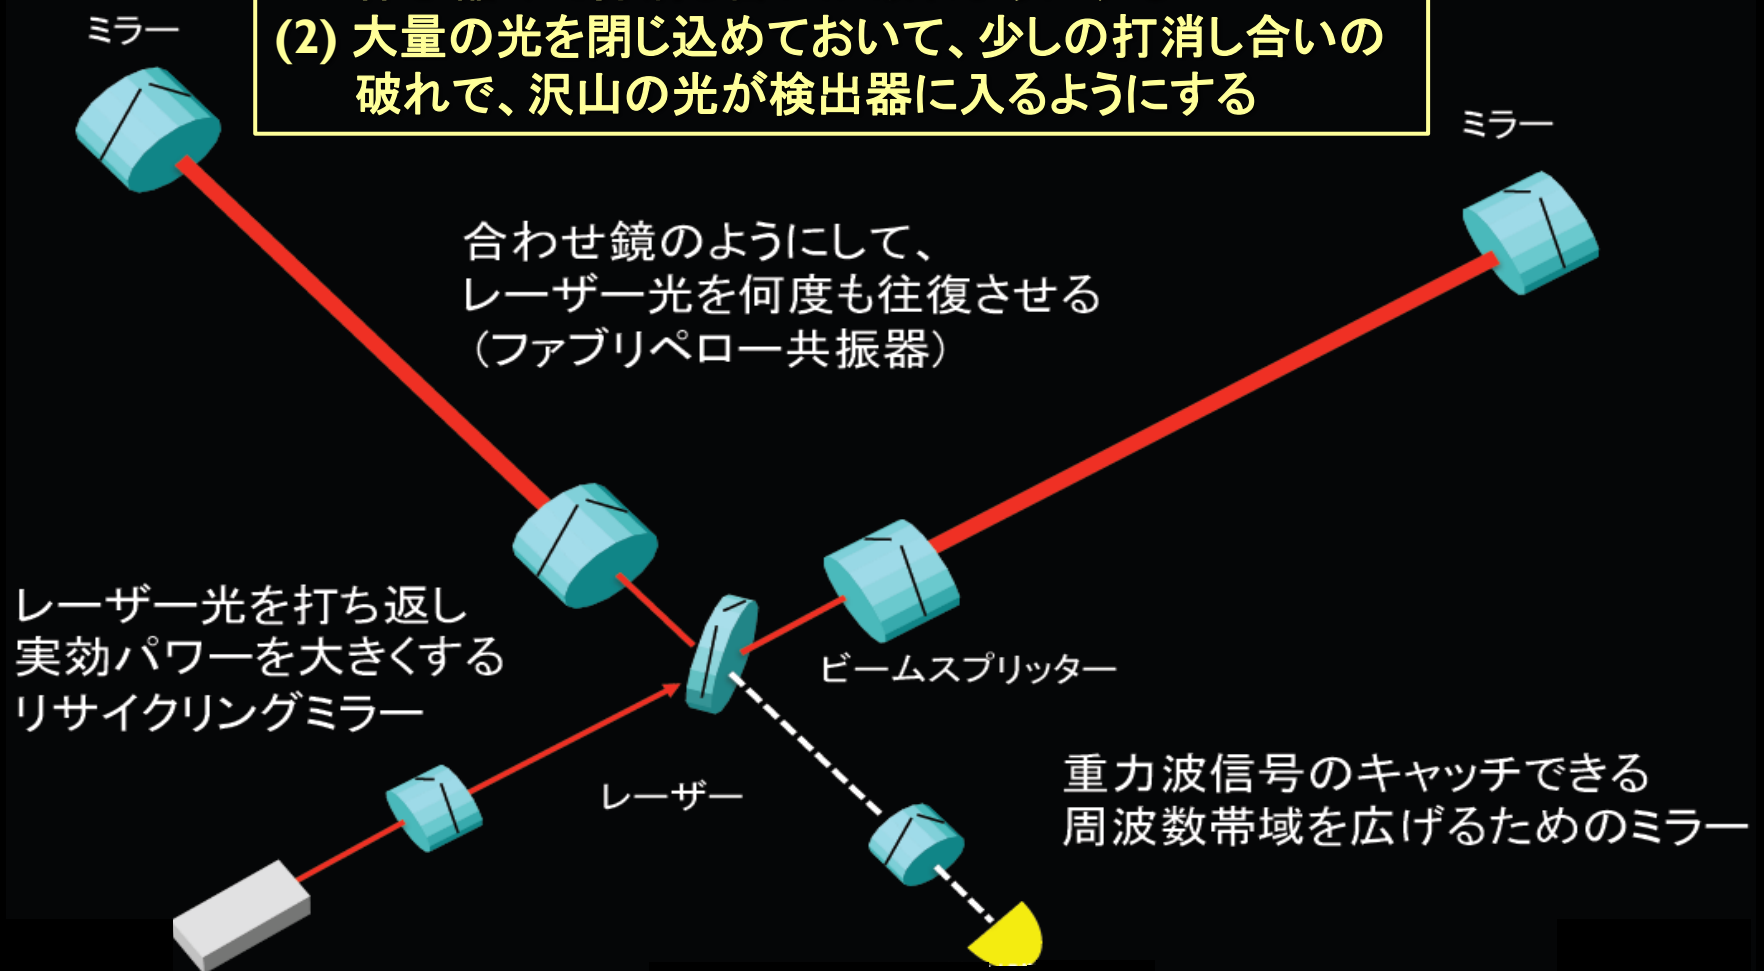 ミラー
(2) 大量の光を閉じ込めておいて、少しの打消し合いの
破れで、沢山の光が検出器に入るようにする
ミラー
合わせ鏡のようにして、
レーザー光を何度も往復させる
（ファブリペロー共振器）
レーザー光を打ち返し
実効パワーを大きくする
リサイクリングミラー
ビームスプリッター
レーザー
重力波信号のキャッチできる
周波数帯域を広げるためのミラー